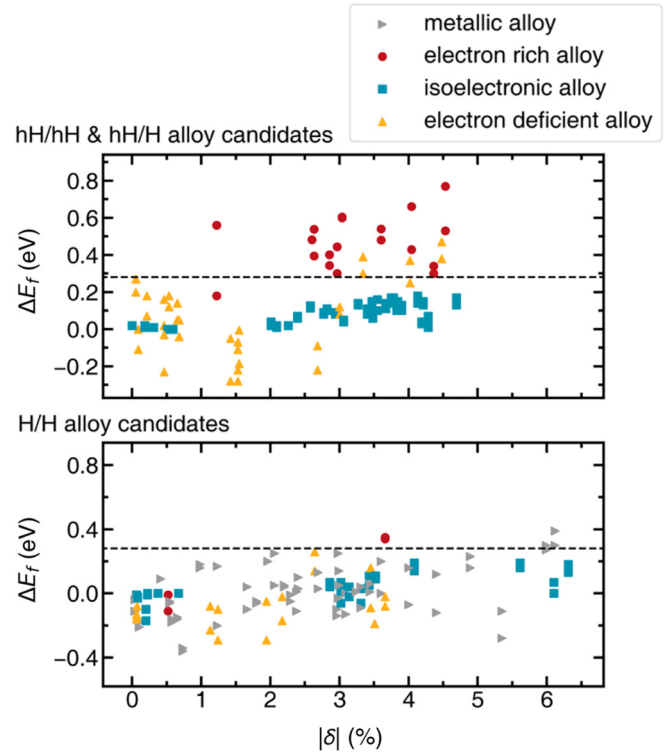 metallic alloy
electron rich alloy
isoelectronic alloy
electron deficient alloy
hH/hH & hH/H alloy candidates
0.8
0.6
0.4
0.2
0.0
−0.2
ΔE_f (eV)
H/H alloy candidates
0.8
0.4
0.0
−0.4
ΔE_f (eV)
0 1 2 3 4 5 6
|δ| (%)